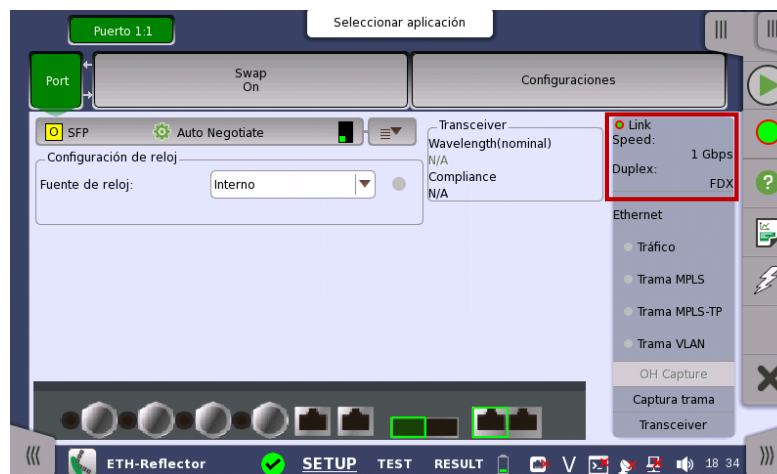 Seleccionar aplicación
Puerto 1:1
Port
Swap
On
Configuraciones
O SFP
Auto Negotiate
Configuración de reloj
Fuente de reloj:
Interno
Transceiver
Wavelength(nominal)
N/A
Compliance
N/A
Link
Speed:
1 Gbps
Duplex:
FDX
Ethernet
Tráfico
Trama MPLS
Trama MPLS-TP
Trama VLAN
OH Capture
Captura trama
Transceiver
ETH-Reflector
SETUP
TEST
RESULT
V
18 34